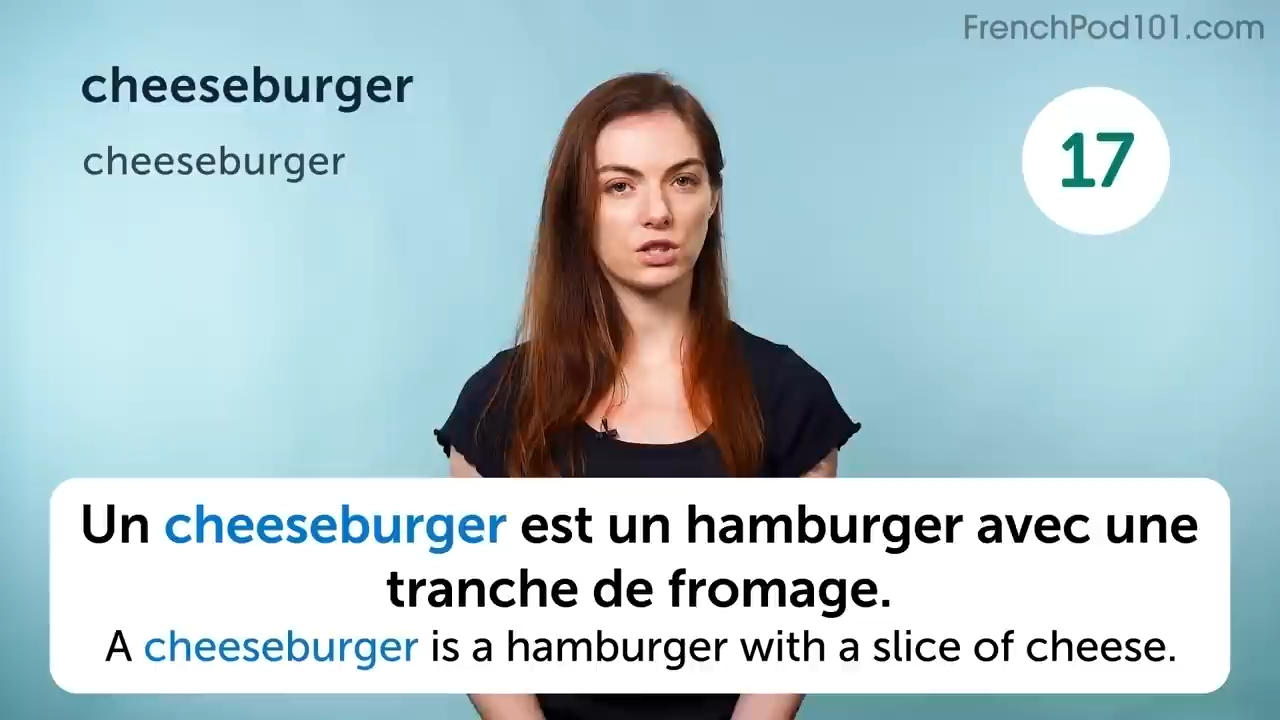 FrenchPod101.com
cheeseburger
cheeseburger
17
Un cheeseburger est un hamburger avec une
tranche de fromage.
A cheeseburger is a hamburger with a slice of cheese.